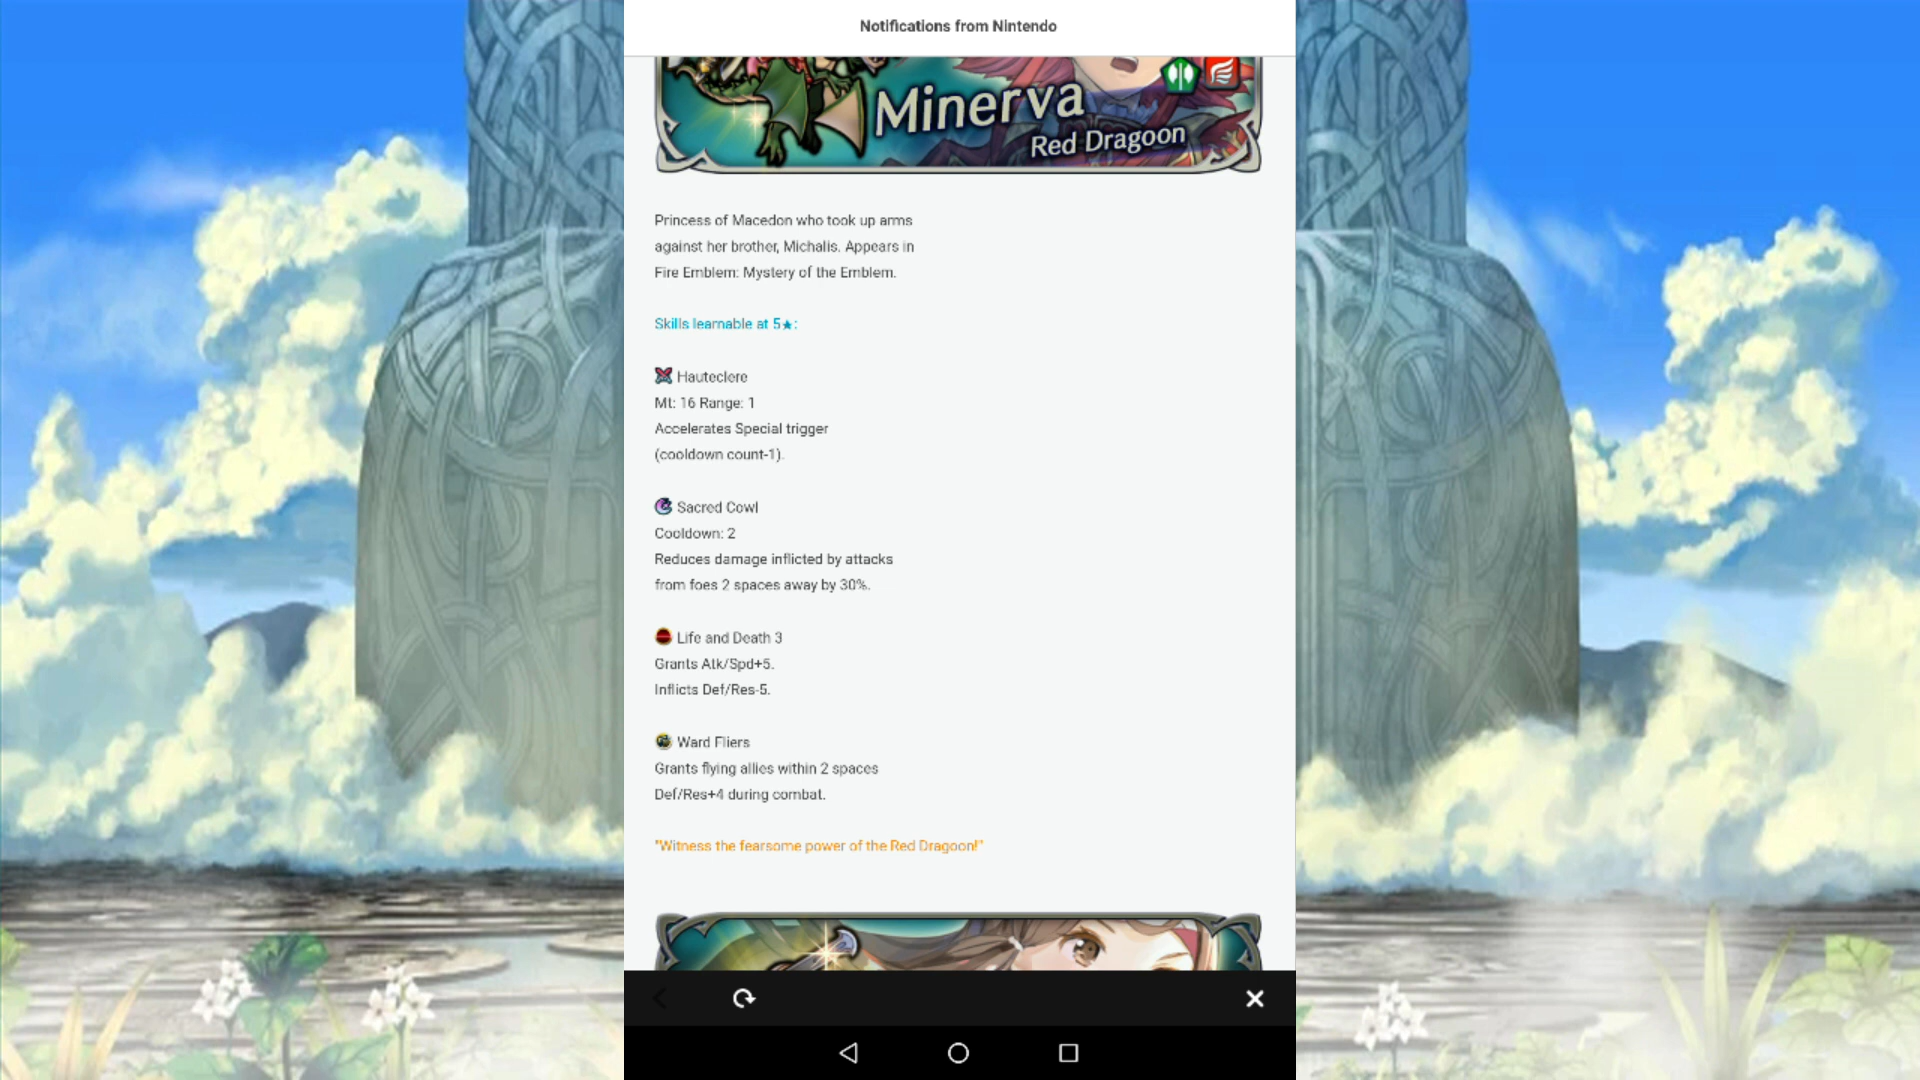 Notifications from Nintendo
Minerva
Red Dragoon
Princess of Macedon who took up arms
against her brother, Michalis. Appears in
Fire Emblem: Mystery of the Emblem.
Skills learnable at 5★:
Hauteclere
Mt: 16 Range: 1
Accelerates Special trigger
(cooldown count-1).
Sacred Cowl
Cooldown: 2
Reduces damage inflicted by attacks
from foes 2 spaces away by 30%.
Life and Death 3
Grants Atk/Spd+5.
Inflicts Def/Res-5.
Ward Fliers
Grants flying allies within 2 spaces
Def/Res+4 during combat.
"Witness the fearsome power of the Red Dragoon!"